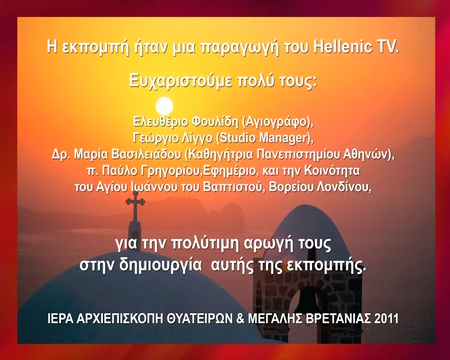 Η εκπομπή ήταν μια παραγωγή του Hellenic TV.
Ευχαριστούμε πολύ τους:
Ελευθέριο Φουλίδη (Αγιογράφο),
Γεώργιο Λίγγο (Studio Manager),
Δρ. Μαρία Βασιλειάδου (Καθηγήτρια Πανεπιστημίου Αθηνών),
π. Παύλο Γρηγορίου,Εφημέριο, και την Κοινότητα
του Αγίου Ιωάννου του Βαπτιστού, Βορείου Λονδίνου,
για την πολύτιμη αρωγή τους
στην δημιουργία αυτής της εκπομπής.
ΙΕΡΑ ΑΡΧΙΕΠΙΣΚΟΠΗ ΘΥΑΤΕΙΡΩΝ & ΜΕΓΑΛΗΣ ΒΡΕΤΑΝΙΑΣ 2011